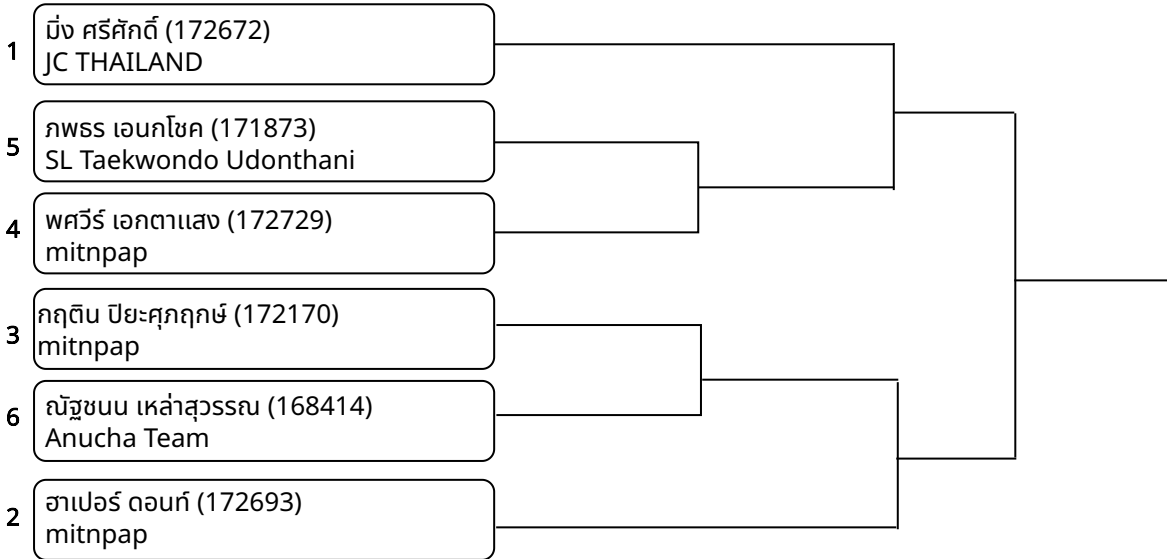 1
มิ่ง ศรีศักดิ์ (172672)
JC THAILAND
5
ภพธร เอนกโชค (171873)
SL Taekwondo Udonthani
4
พศวีร์ เอกตาแสง (172729)
mitnpap
3
กฤติน ปิยะศุภฤกษ์ (172170)
mitnpap
6
ณัฐชนน เหล่าสุวรรณ (168414)
Anucha Team
2
ฮาเปอร์ ดอนท์ (172693)
mitnpap